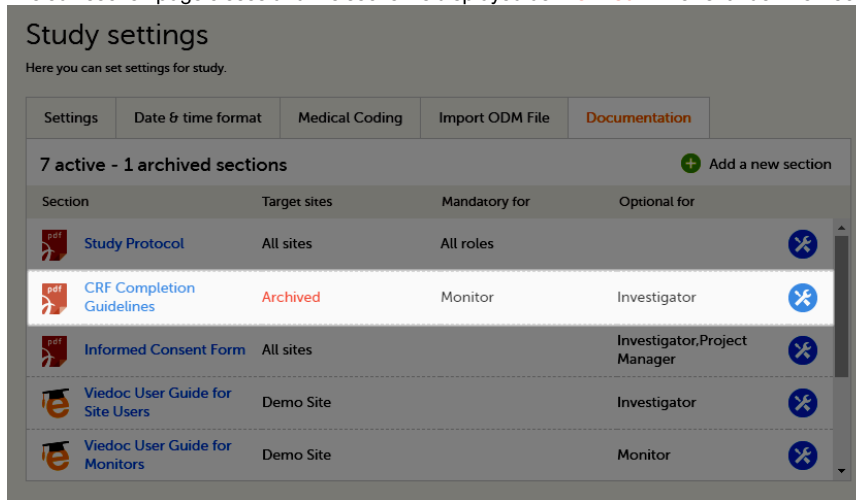 Study settings
Here you can set settings for study.
Settings Date & time format Medical Coding Import ODM File Documentation
7 active - 1 archived sections Add a new section
Section Target sites Mandatory for Optional for
pdf Study Protocol All sites All roles
pdf CRF Completion Guidelines Archived Monitor Investigator
pdf Informed Consent Form All sites Investigator,Project Manager
Viedoc User Guide for Site Users Demo Site Investigator
Viedoc User Guide for Monitors Demo Site Monitor